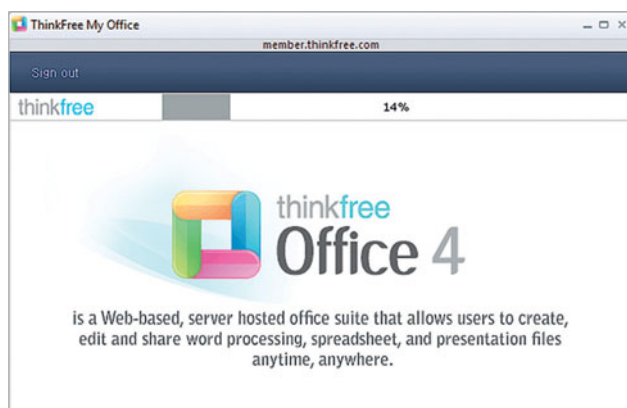 ThinkFree My Office
member.thinkfree.com
Sign out
thinkfree 14%
thinkfree
Office 4
is a Web-based, server hosted office suite that allows users to create,
edit and share word processing, spreadsheet, and presentation files
anytime, anywhere.